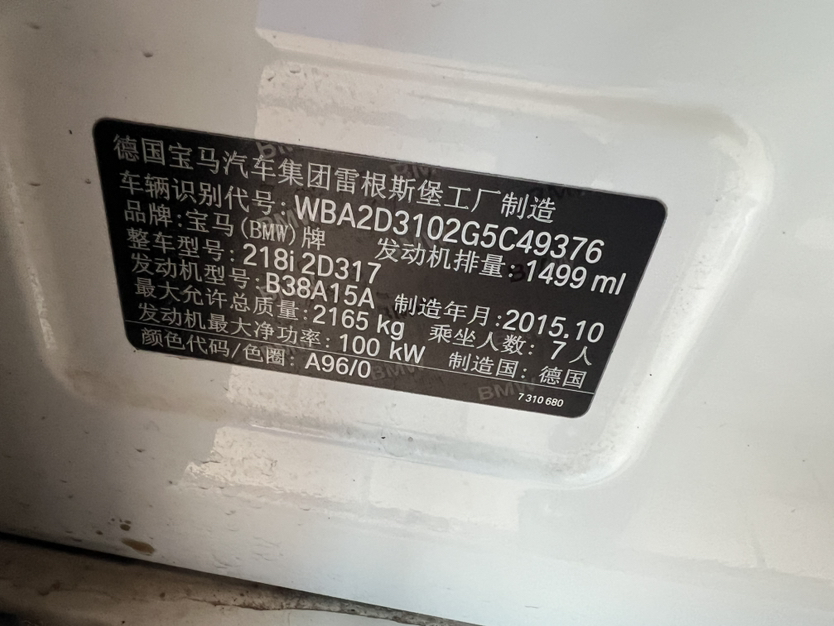 德国宝马汽车集团雷根斯堡工厂制造
车辆识别代号: WBA2D3102G5C49376
品牌: 宝马(BMW)牌 发动机排量: 1499 ml
整车型号: 218i 2D317
发动机型号: B38A15A 制造年月: 2015.10
最大允许总质量: 2165 kg 乘坐人数: 7人
发动机最大净功率: 100 kW 制造国: 德国
颜色代码/色圈: A96/0
7 310 680